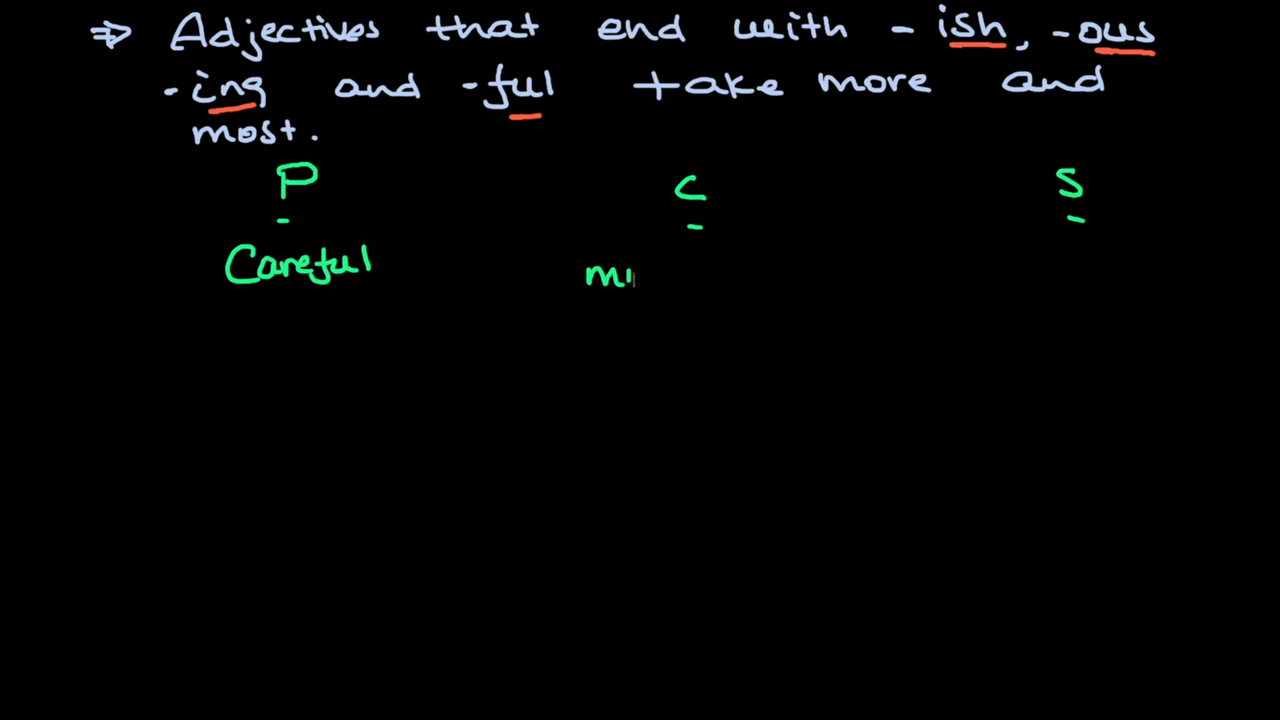 ⇒ Adjectives that end with - ish, -ous
-ing and -ful take more and
most.
P C S
Careful